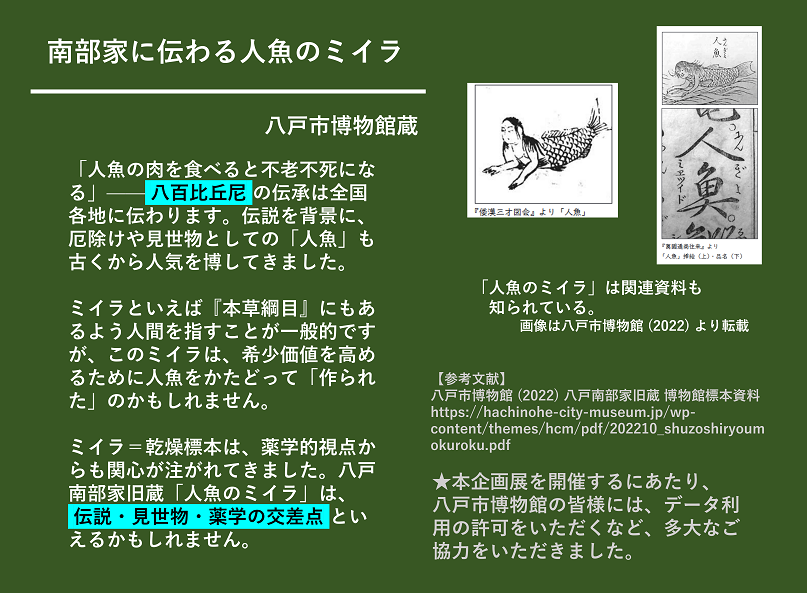 南部家に伝わる人魚のミイラ
八戸市博物館蔵
「人魚の肉を食べると不老不死にな
る」――八百比丘尼の伝承は全国
各地に伝わります。伝説を背景に、
厄除けや見世物としての「人魚」も
古くから人気を博してきました。
ミイラといえば『本草綱目』にもあ
るよう人間を指すことが一般的です
が、このミイラは、希少価値を高め
るために人魚をかたどって「作られ
た」のかもしれません。
ミイラ＝乾燥標本は、薬学的視点か
らも関心が注がれてきました。八戸
南部家旧蔵「人魚のミイラ」は、
伝説・見世物・薬学の交差点とい
えるかもしれません。
『倭漢三才図会』より「人魚」
人魚
にんぎょ
人魚
にんぎょ
『異國通商往来』より
「人魚」挿絵（上）・品名（下）
「人魚のミイラ」は関連資料も
知られている。
画像は八戸市博物館 (2022) より転載
【参考文献】
八戸市博物館 (2022) 八戸南部家旧蔵 博物館標本資料
https://hachinohe-city-museum.jp/wp-
content/themes/hcm/pdf/202210_shuzoshiryoum
okuroku.pdf
★本企画展を開催するにあたり、
八戸市博物館の皆様には、データ利
用の許可をいただくなど、多大なご
協力をいただきました。